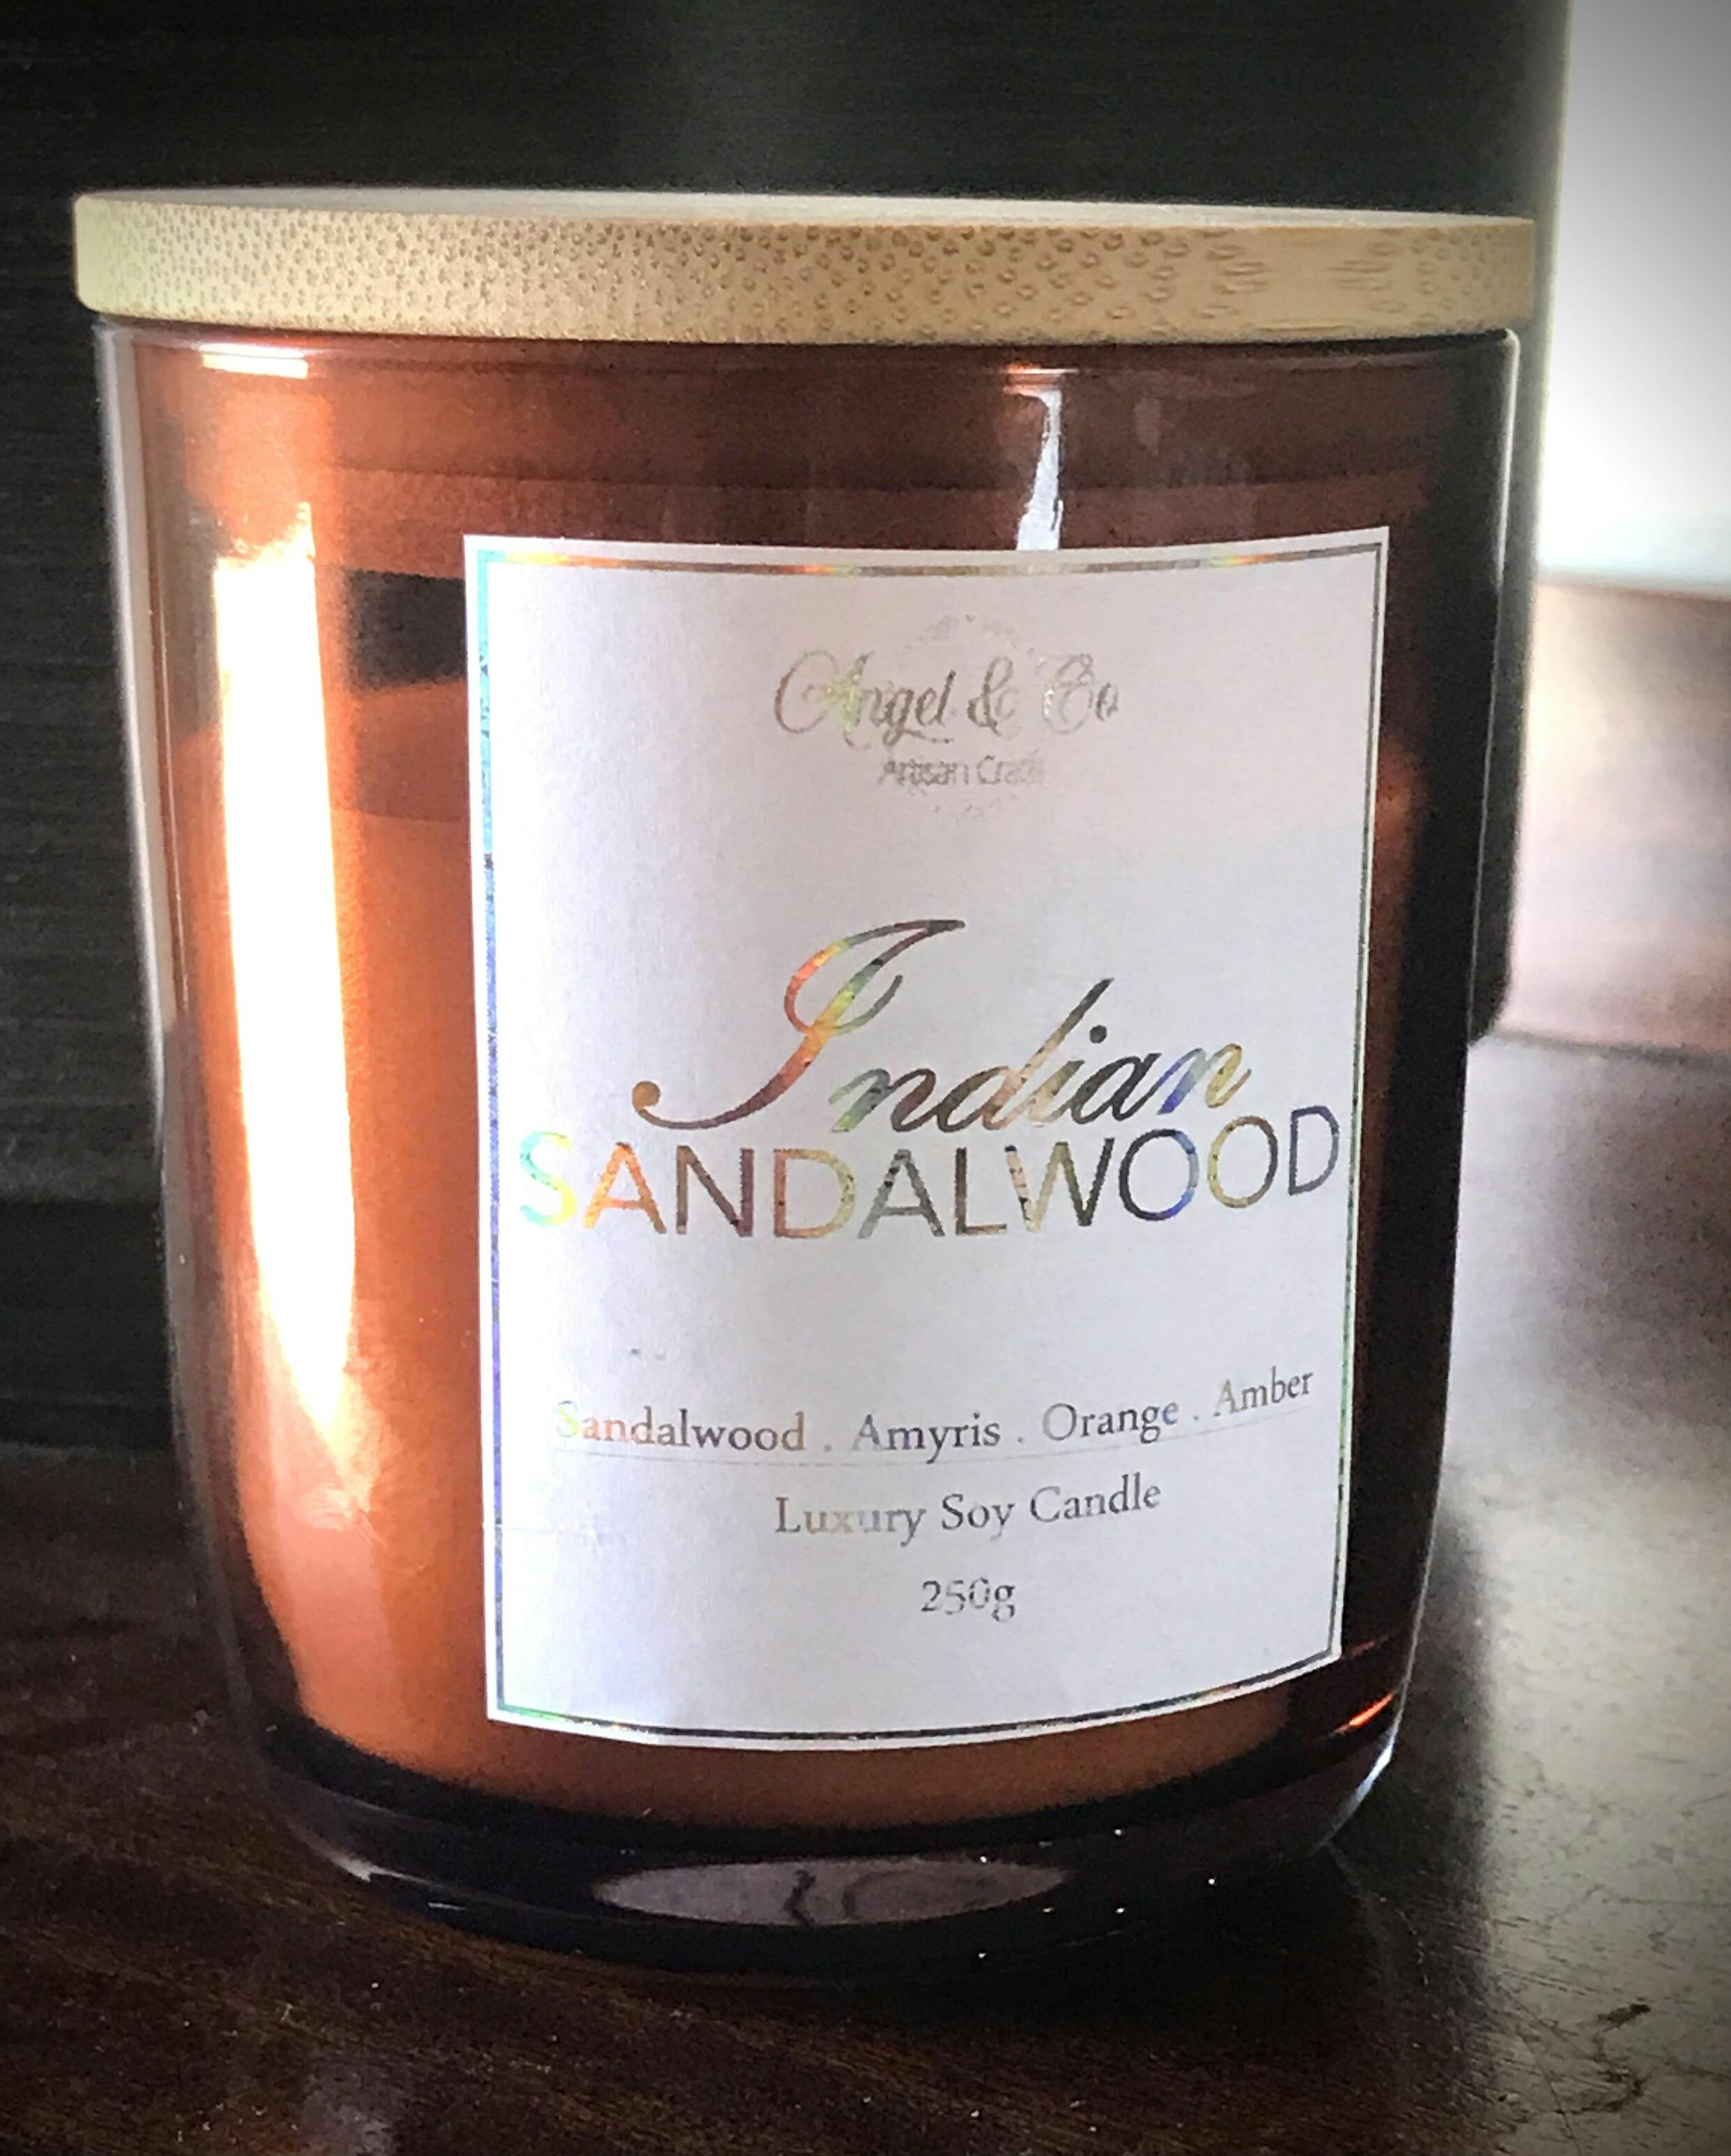 Angel & Co
Artisan Craft
Indian
SANDALWOOD
Sandalwood . Amyris . Orange . Amber
Luxury Soy Candle
250g